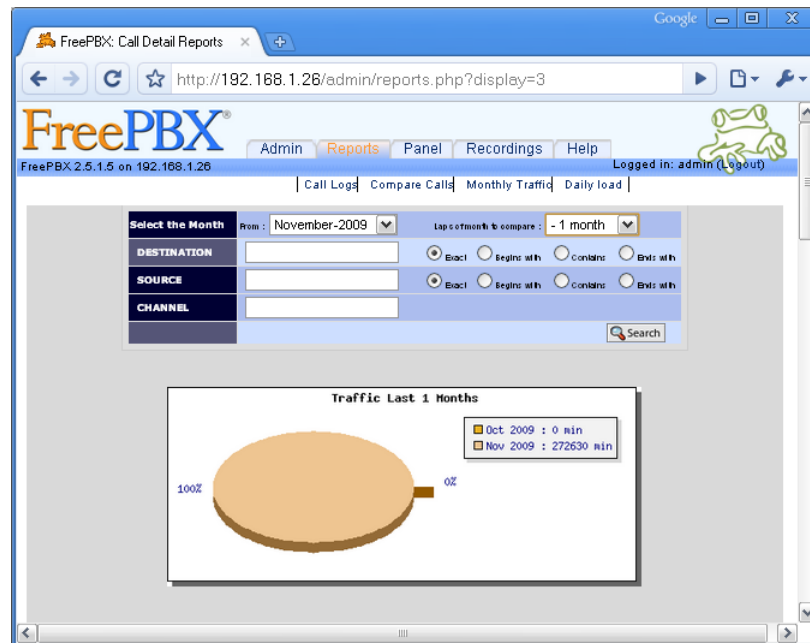 Google
FreePBX: Call Detail Reports
http://192.168.1.26/admin/reports.php?display=3
FreePBX®
Admin Reports Panel Recordings Help
FreePBX 2.5.1.5 on 192.168.1.26
Logged in: admin (Logout)
Call Logs Compare Calls Monthly Traffic Daily load
Select the Month From : November-2009 Laps of month to compare : - 1 month
DESTINATION Exact Begins with Contains Ends with
SOURCE Exact Begins with Contains Ends with
CHANNEL
Search
Traffic Last 1 Months
Oct 2009 : 0 min
Nov 2009 : 272630 min
100%
0%